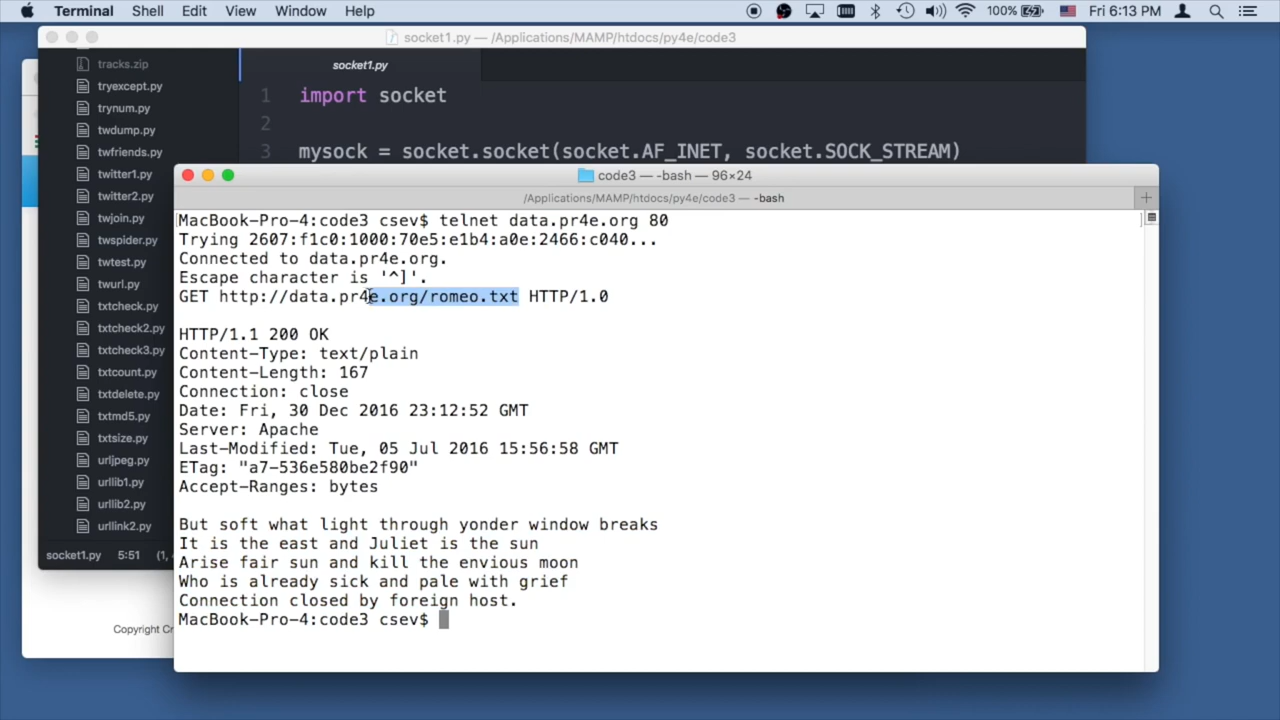 Terminal Shell Edit View Window Help 100% Fri 6:13 PM
socket1.py — /Applications/MAMP/htdocs/py4e/code3
tracks.zip
tryexcept.py
trynum.py
twdump.py
twfriends.py
twitter1.py
twitter2.py
twjoin.py
twspider.py
twtest.py
twurl.py
txtcheck.py
txtcheck2.py
txtcheck3.py
txtcount.py
txtdelete.py
txtmd5.py
txtsize.py
urljpeg.py
urllib1.py
urllib2.py
urllink2.py
socket1.py 5:51 (1,
socket1.py
1 import socket
2
3 mysock = socket.socket(socket.AF_INET, socket.SOCK_STREAM)
code3 — -bash — 96×24
/Applications/MAMP/htdocs/py4e/code3 — -bash
MacBook-Pro-4:code3 csev$ telnet data.pr4e.org 80
Trying 2607:f1c0:1000:70e5:e1b4:a0e:2466:c040...
Connected to data.pr4e.org.
Escape character is '^]'.
GET http://data.pr4e.org/romeo.txt HTTP/1.0

HTTP/1.1 200 OK
Content-Type: text/plain
Content-Length: 167
Connection: close
Date: Fri, 30 Dec 2016 23:12:52 GMT
Server: Apache
Last-Modified: Tue, 05 Jul 2016 15:56:58 GMT
ETag: "a7-536e580be2f90"
Accept-Ranges: bytes

But soft what light through yonder window breaks
It is the east and Juliet is the sun
Arise fair sun and kill the envious moon
Who is already sick and pale with grief
Connection closed by foreign host.
MacBook-Pro-4:code3 csev$
Copyright Cr